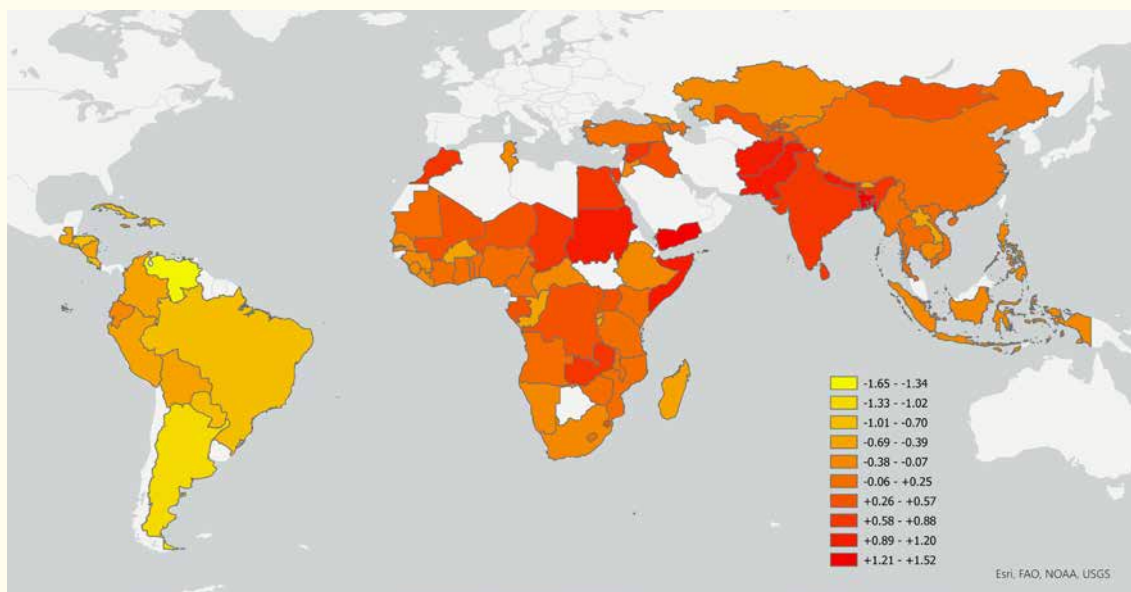 -1.65 - -1.34
-1.33 - -1.02
-1.01 - -0.70
-0.69 - -0.39
-0.38 - -0.07
-0.06 - +0.25
+0.26 - +0.57
+0.58 - +0.88
+0.89 - +1.20
+1.21 - +1.52
Esri, FAO, NOAA, USGS